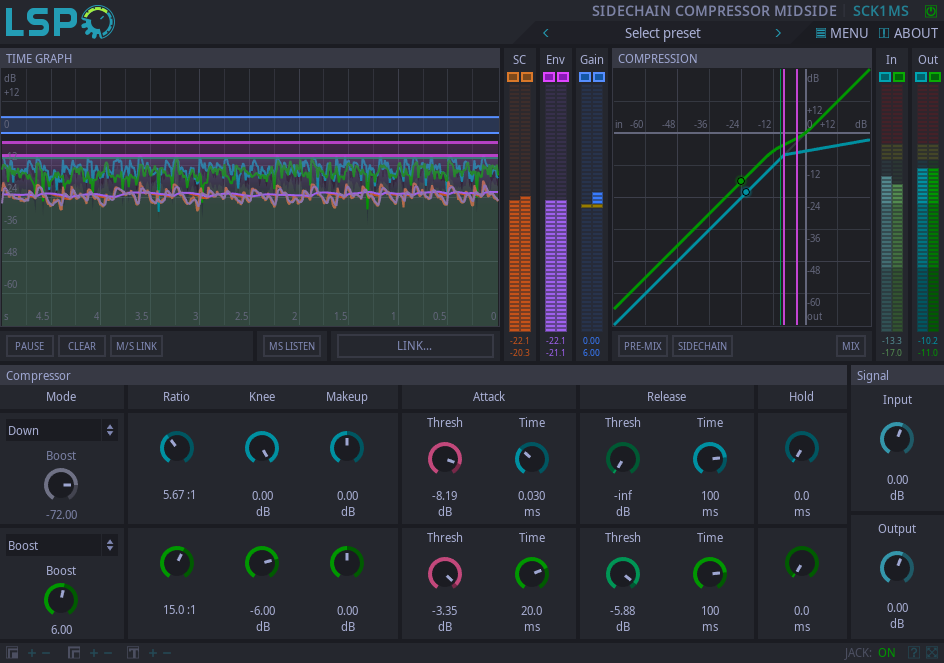 LSP
SIDECHAIN COMPRESSOR MIDSIDE SCK1MS
Select preset
MENU ABOUT
TIME GRAPH
SC Env Gain
COMPRESSION
In Out
dB
+12
0
-24
-36
-48
-60
s 4.5 4 3.5 3 2.5 2 1.5 1 0.5 0
dB
+12
in -60 -48 -36 -24 -12 0 +12 dB
-12
-24
-36
-48
-60
out
-22.1 -22.1 0.00
-20.3 -21.1 6.00
-13.3 -10.2
-17.0 -11.0
PAUSE CLEAR M/S LINK MS LISTEN LINK...
PRE-MIX SIDECHAIN MIX
Compressor
Signal
Mode Ratio Knee Makeup Attack Release Hold
Input
Down
Boost
-72.00
5.67 :1
0.00
dB
0.00
dB
Thresh Time
-8.19 0.030
dB ms
Thresh Time
-inf 100
dB ms
0.0
ms
0.00
dB
Boost
Boost
6.00
15.0 :1
-6.00
dB
0.00
dB
Thresh Time
-3.35 20.0
dB ms
Thresh Time
-5.88 100
dB ms
0.0
ms
Output
0.00
dB
JACK: ON